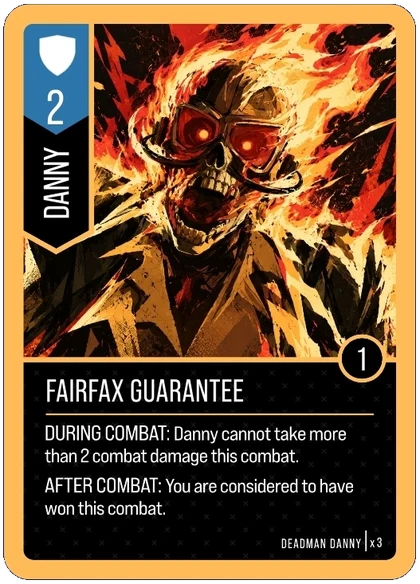 2
DANNY
1
FAIRFAX GUARANTEE
DURING COMBAT: Danny cannot take more
than 2 combat damage this combat.
AFTER COMBAT: You are considered to have
won this combat.
DEADMAN DANNY | x3